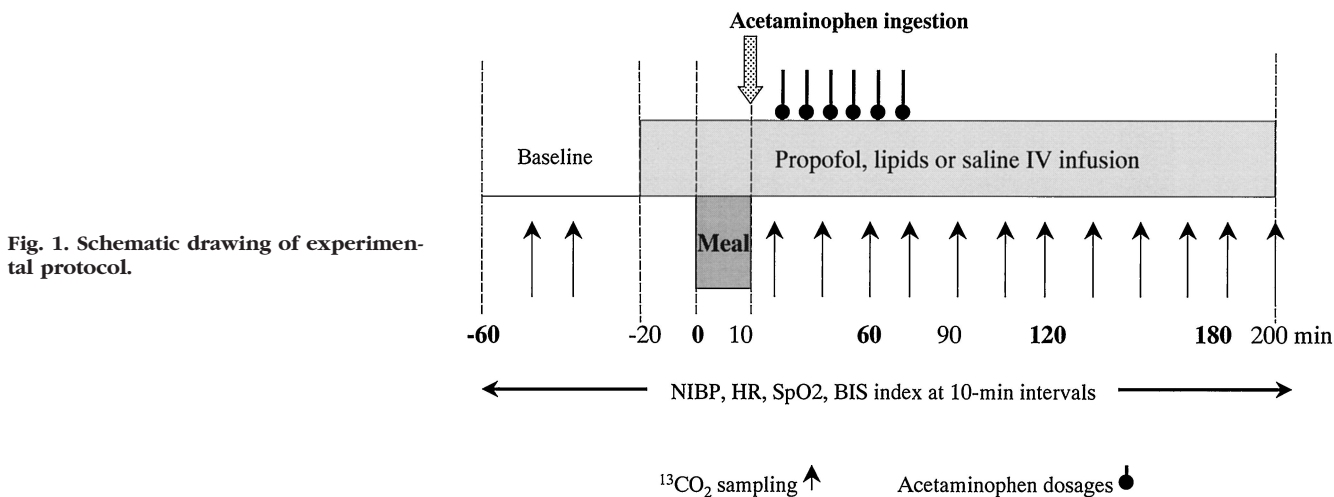 Acetaminophen ingestion
Baseline
Propofol, lipids or saline IV infusion
Meal
Fig. 1. Schematic drawing of experimen-
tal protocol.
-60 -20 0 10 60 90 120 180 200 min
NIBP, HR, SpO2, BIS index at 10-min intervals
¹³CO₂ sampling Acetaminophen dosages